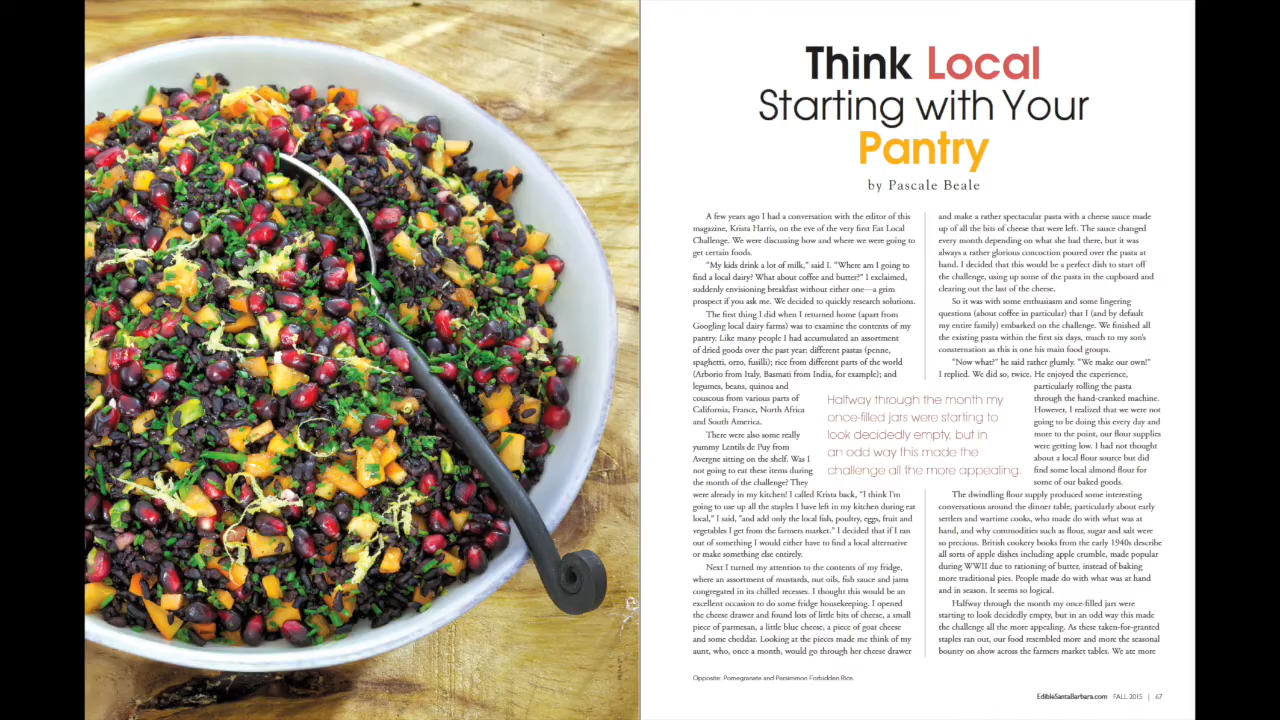 Think Local
Starting with Your
Pantry
by Pascale Beale
A few years ago I had a conversation with the editor of this
magazine, Krista Harris, on the eve of the very first Eat Local
Challenge. We were discussing how and where we were going to
get certain foods.
“My kids drink a lot of milk,” said I. “Where am I going to
find a local dairy? What about coffee and butter?” I exclaimed,
suddenly envisioning breakfast without either one—a grim
prospect if you ask me. We decided to quickly research solutions.
The first thing I did when I returned home (apart from
Googling local dairy farms) was to examine the contents of my
pantry. Like many people I had accumulated an assortment
of dried goods over the past year: different pastas (penne,
spaghetti, orzo, fusilli); rice from different parts of the world
(Arborio from Italy, Basmati from India, for example); and
legumes, beans, quinoa and
couscous from various parts of
California, France, North Africa
and South America.
There were also some really
yummy Lentils de Puy from
Avergne sitting on the shelf. Was I
not going to eat these items during
the month of the challenge? They
were already in my kitchen! I called Krista back, “I think I’m
going to use up all the staples I have left in my kitchen during eat
local,” I said, “and add only the local fish, poultry, eggs, fruit and
vegetables I get from the farmers market.” I decided that if I ran
out of something I would either have to find a local alternative
or make something else entirely.
Next I turned my attention to the contents of my fridge,
where an assortment of mustards, nut oils, fish sauce and jams
congregated in its chilled recesses. I thought this would be an
excellent occasion to do some fridge housekeeping. I opened
the cheese drawer and found lots of little bits of cheese, a small
piece of parmesan, a little blue cheese, a piece of goat cheese
and some cheddar. Looking at the pieces made me think of my
aunt, who, once a month, would go through her cheese drawer
Halfway through the month my
once-filled jars were starting to
look decidedly empty, but in
an odd way this made the
challenge all the more appealing.
and make a rather spectacular pasta with a cheese sauce made
up of all the bits of cheese that were left. The sauce changed
every month depending on what she had there, but it was
always a rather glorious concoction poured over the pasta at
hand. I decided that this would be a perfect dish to start off
the challenge, using up some of the pasta in the cupboard and
clearing out the last of the cheese.
So it was with some enthusiasm and some lingering
questions (about coffee in particular) that I (and by default
my entire family) embarked on the challenge. We finished all
the existing pasta within the first six days, much to my son’s
consternation as this is one his main food groups.
“Now what?” he said rather glumly. “We make our own!”
I replied. We did so, twice. He enjoyed the experience,
particularly rolling the pasta
through the hand-cranked machine.
However, I realized that we were not
going to be doing this every day and
more to the point, our flour supplies
were getting low. I had not thought
about a local flour source but did
find some local almond flour for
some of our baked goods.
The dwindling flour supply produced some interesting
conversations around the dinner table, particularly about early
settlers and wartime cooks, who made do with what was at
hand, and why commodities such as flour, sugar and salt were
so precious. British cookery books from the early 1940s describe
all sorts of apple dishes including apple crumble, made popular
during WWII due to rationing of butter, instead of baking
more traditional pies. People made do with what was at hand
and in season. It seems so logical.
Halfway through the month my once-filled jars were
starting to look decidedly empty, but in an odd way this made
the challenge all the more appealing. As these taken-for-granted
staples ran out, our food resembled more and more the seasonal
bounty on show across the farmers market tables. We ate more
Opposite: Pomegranate and Persimmon Forbidden Rice.
EdibleSantaBarbara.com FALL 2015 | 67